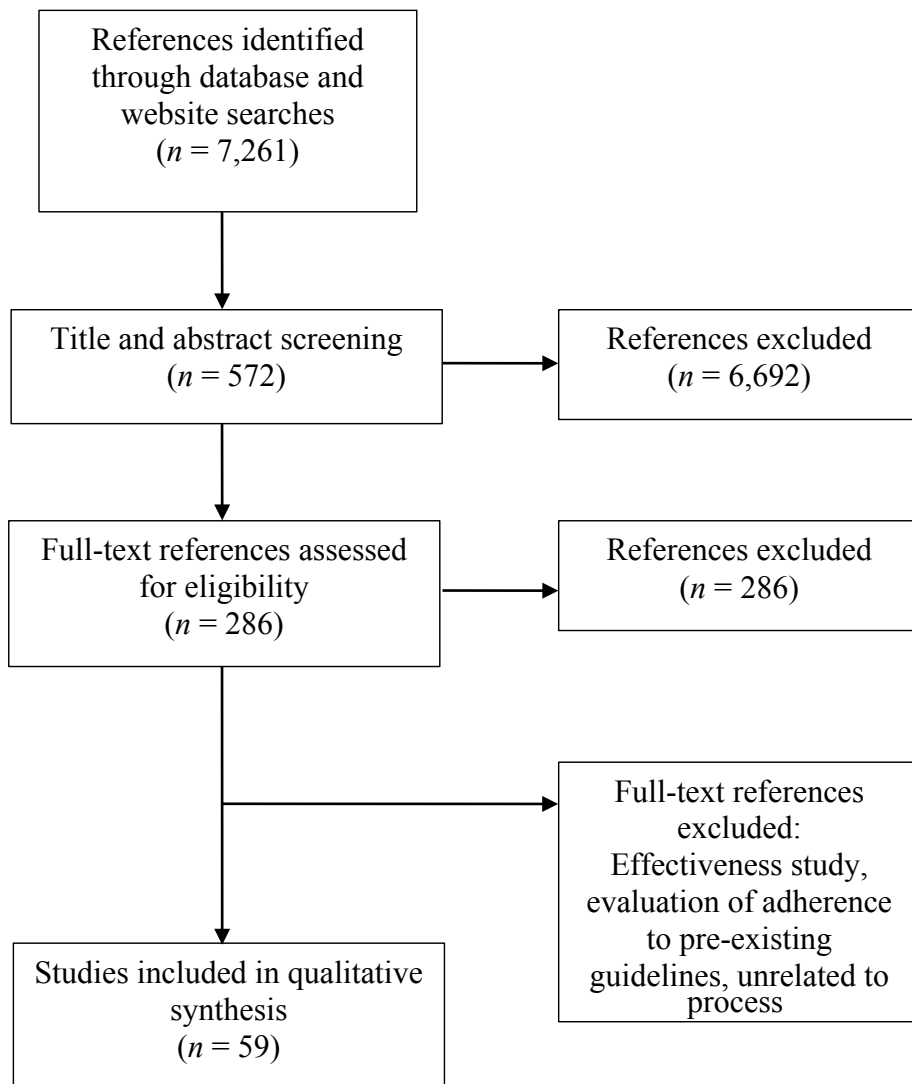 References identified
through database and
website searches
(n = 7,261)
Title and abstract screening
(n = 572)
References excluded
(n = 6,692)
Full-text references assessed
for eligibility
(n = 286)
References excluded
(n = 286)
Full-text references
excluded:
Effectiveness study,
evaluation of adherence
to pre-existing
guidelines, unrelated to
process
Studies included in qualitative
synthesis
(n = 59)